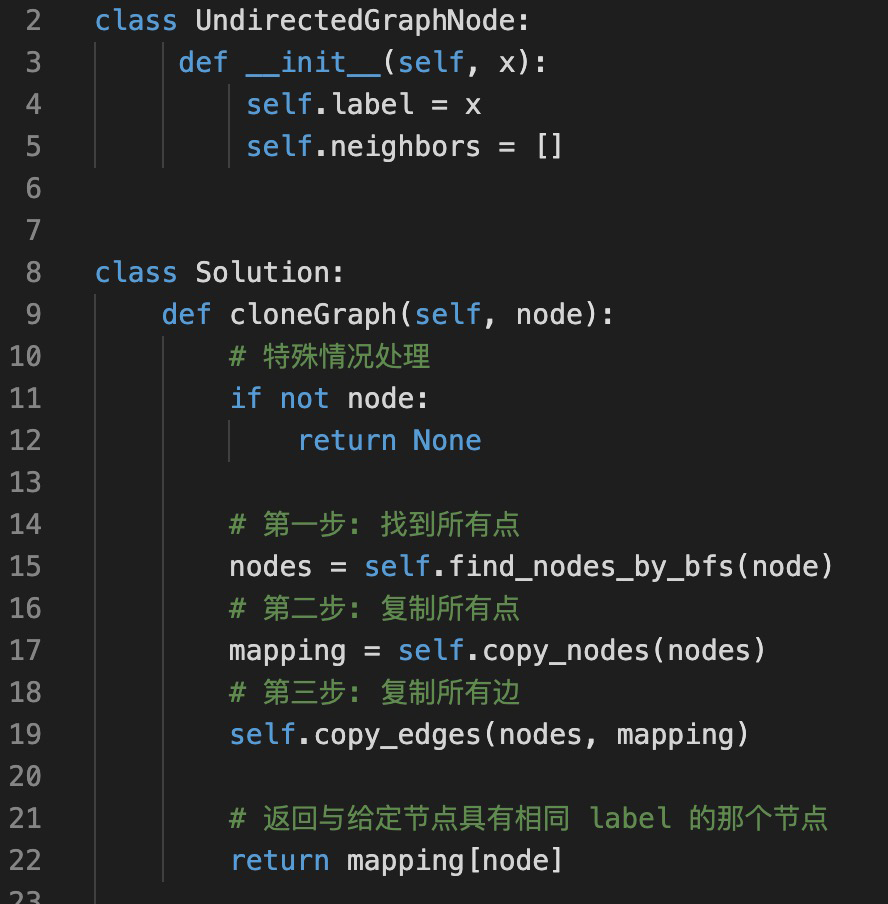 2 class UndirectedGraphNode:
3 def __init__(self, x):
4 self.label = x
5 self.neighbors = []
6
7
8 class Solution:
9 def cloneGraph(self, node):
10 # 特殊情况处理
11 if not node:
12 return None
13
14 # 第一步: 找到所有点
15 nodes = self.find_nodes_by_bfs(node)
16 # 第二步: 复制所有点
17 mapping = self.copy_nodes(nodes)
18 # 第三步: 复制所有边
19 self.copy_edges(nodes, mapping)
20
21 # 返回与给定节点具有相同 label 的那个节点
22 return mapping[node]
23